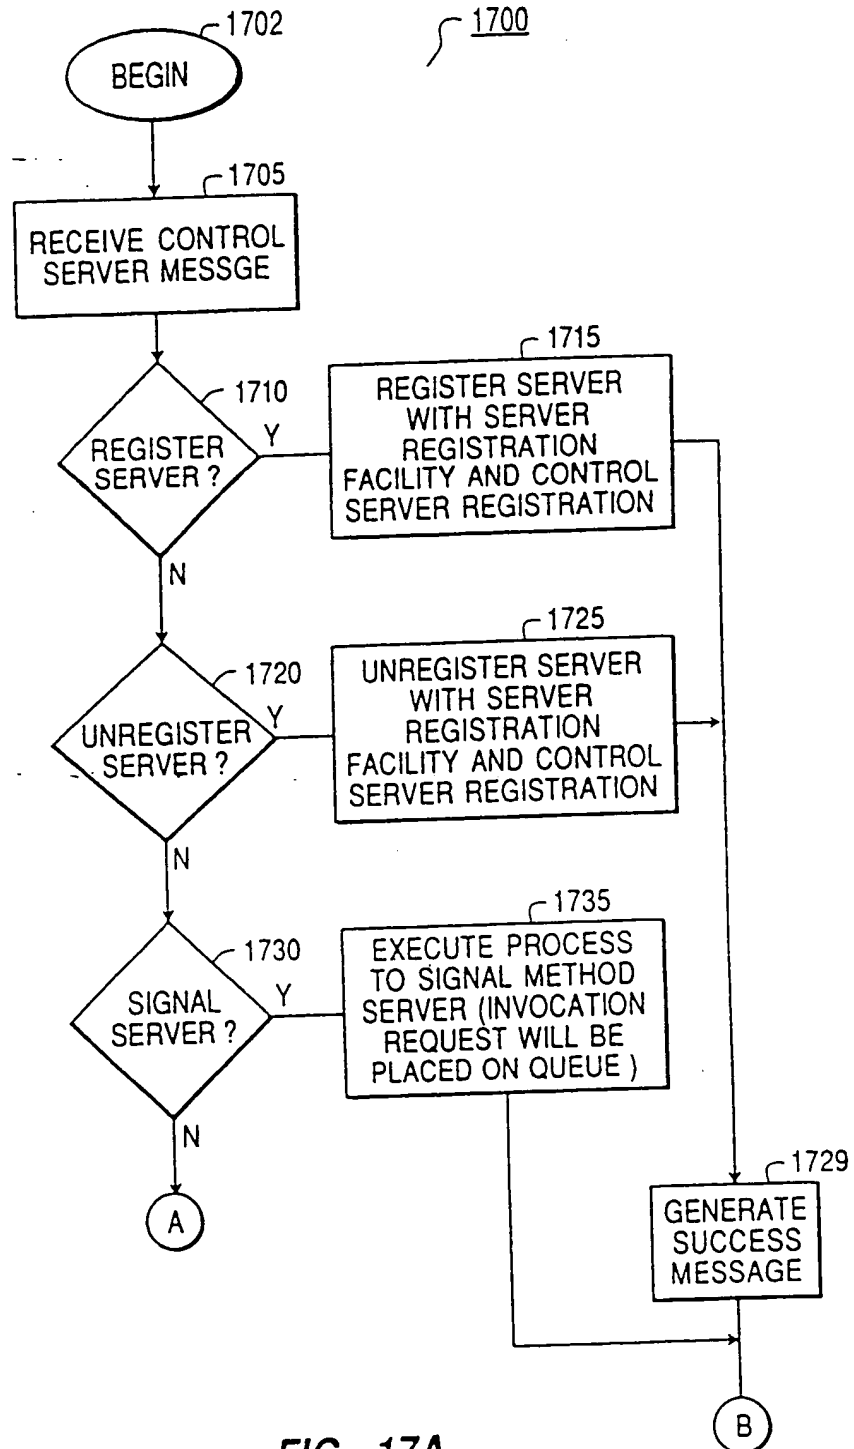 1700
1702
BEGIN
1705
RECEIVE CONTROL
SERVER MESSGE
1710
REGISTER
SERVER ?
Y
N
1715
REGISTER SERVER
WITH SERVER
REGISTRATION
FACILITY AND CONTROL
SERVER REGISTRATION
1720
UNREGISTER
SERVER ?
Y
N
1725
UNREGISTER SERVER
WITH SERVER
REGISTRATION
FACILITY AND CONTROL
SERVER REGISTRATION
1730
SIGNAL
SERVER ?
Y
N
1735
EXECUTE PROCESS
TO SIGNAL METHOD
SERVER (INVOCATION
REQUEST WILL BE
PLACED ON QUEUE )
A
1729
GENERATE
SUCCESS
MESSAGE
B
FIG. 17A